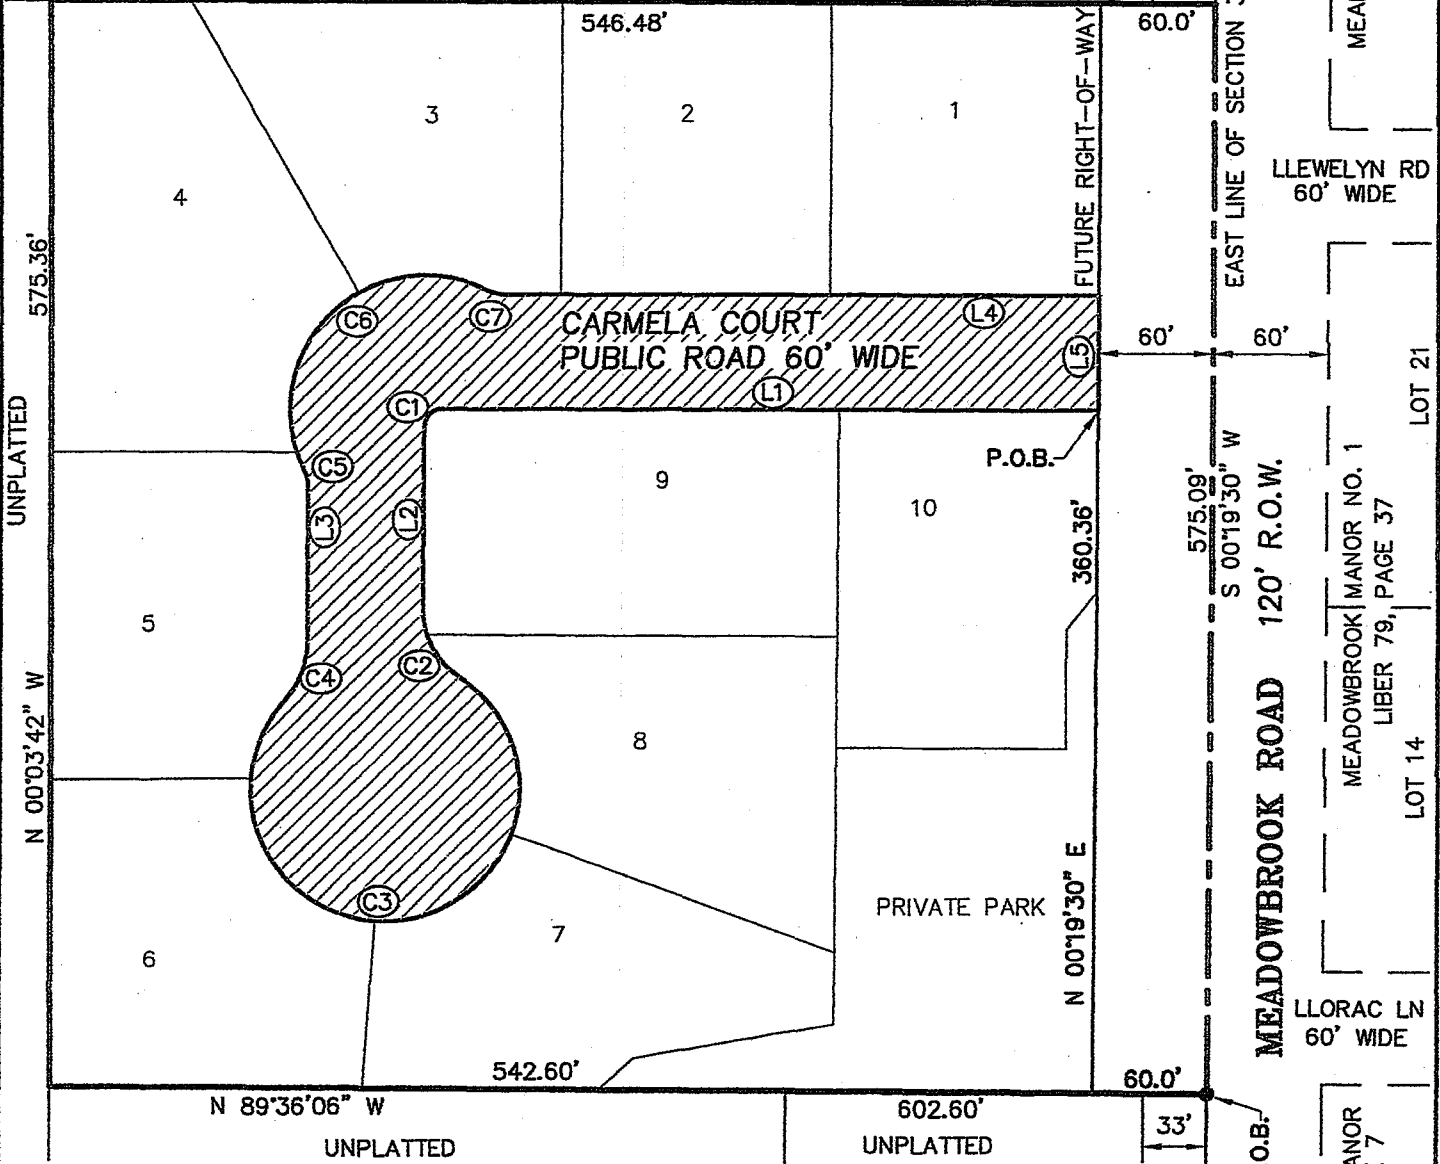 546.48'
60.0'
3
2
1
4
FUTURE RIGHT-OF-WAY
EAST LINE OF SECTION
LLEWELYN RD
60' WIDE
575.36'
C6
C7
CARMELA COURT
PUBLIC ROAD 60' WIDE
L4
L5
60'
60'
L1
C1
LOT 21
UNPLATTED
C5
P.O.B.
9
10
L3
L2
360.36'
575.09'
S 00°19'30" W
120' R.O.W.
MEADOWBROOK MANOR NO. 1
LIBER 79, PAGE 37
5
C4
C2
N 00°03'42" W
8
MEADOWBROOK ROAD
LOT 14
C3
7
PRIVATE PARK
N 00°19'30" E
6
LLORAC LN
60' WIDE
542.60'
60.0'
N 89°36'06" W
602.60'
33'
UNPLATTED
UNPLATTED
O.B.
ANOR
7